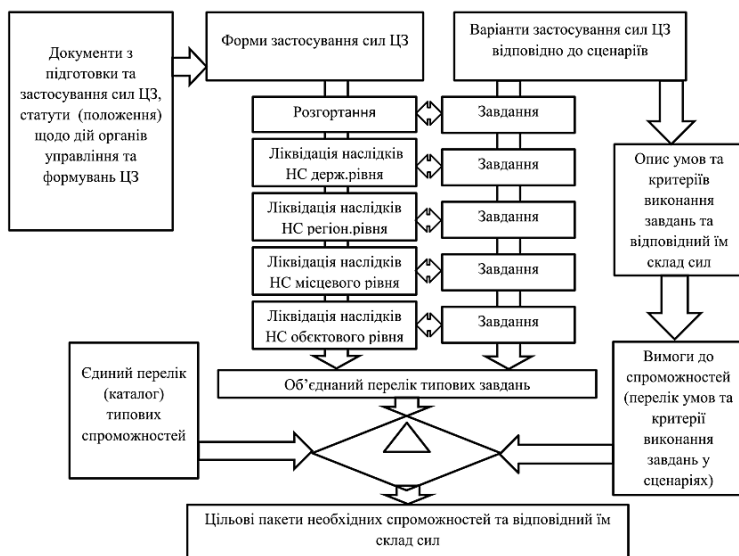 Документи з
підготовки та
застосування сил ЦЗ,
статути (положення)
щодо дій органів
управління та
формувань ЦЗ
Форми застосування сил ЦЗ
Варіанти застосування сил ЦЗ
відповідно до сценаріїв
Розгортання
Завдання
Ліквідація наслідків
НС держ.рівня
Завдання
Ліквідація наслідків
НС регіон.рівня
Завдання
Ліквідація наслідків
НС місцевого рівня
Завдання
Ліквідація наслідків
НС обєктового рівня
Завдання
Опис умов та
критеріїв
виконання
завдань та
відповідний їм
склад сил
Об’єднаний перелік типових завдань
Єдиний перелік
(каталог)
типових
спроможностей
Вимоги до
спроможностей
(перелік умов та
критерії
виконання
завдань у
сценаріях)
Цільові пакети необхідних спроможностей та відповідний їм
склад сил